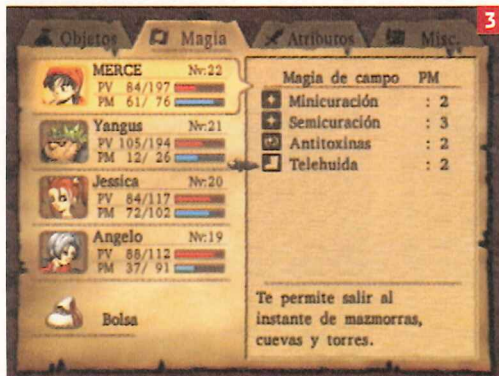 3
Objetos
Magia
Atributos
Misc.
MERCE Nv:22
PV 84/197
PM 61/ 76
Yangus Nv:21
PV 105/194
PM 12/ 26
Jessica Nv:20
PV 84/117
PM 72/102
Angelo Nv:19
PV 88/112
PM 37/ 91
Bolsa
Magia de campo PM
Minicuración : 2
Semicuración : 3
Antitoxinas : 2
Telehuida : 2
Te permite salir al
instante de mazmorras,
cuevas y torres.